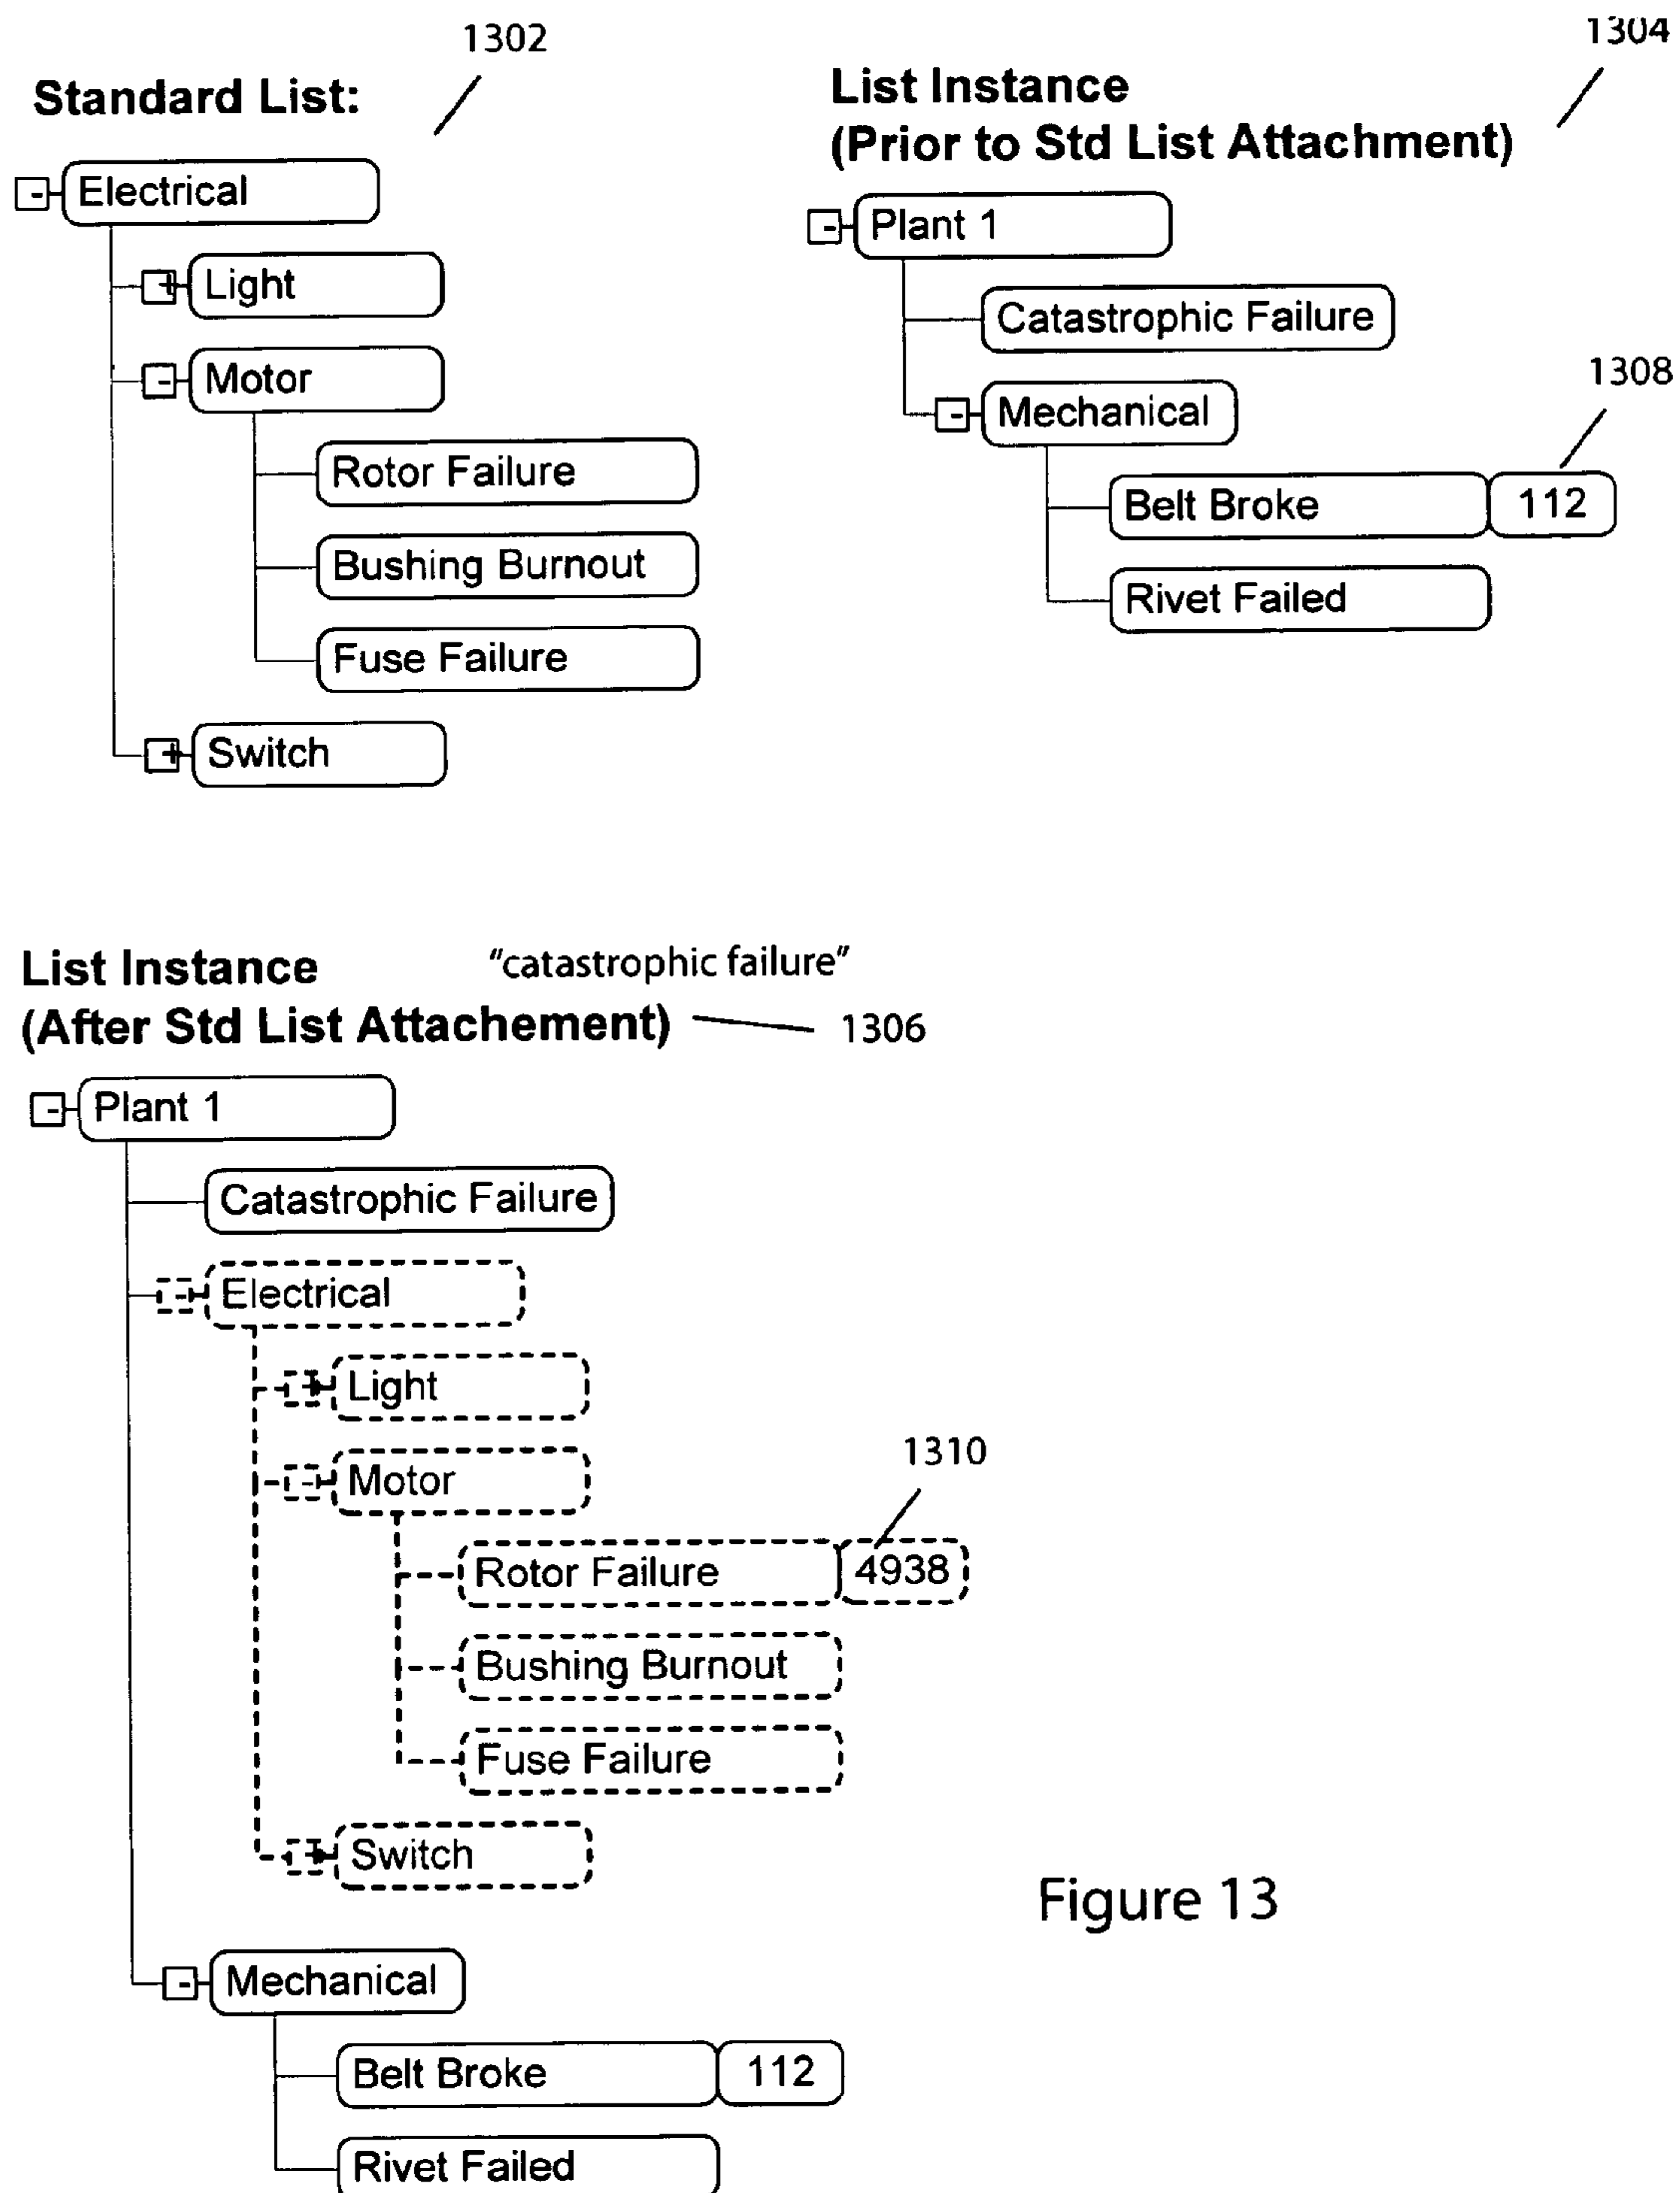 1302
Standard List:
Electrical
Light
Motor
Rotor Failure
Bushing Burnout
Fuse Failure
Switch
1304
List Instance
(Prior to Std List Attachment)
Plant 1
Catastrophic Failure
Mechanical
1308
Belt Broke 112
Rivet Failed
List Instance "catastrophic failure"
(After Std List Attachement) 1306
Plant 1
Catastrophic Failure
Electrical
Light
Motor
1310
Rotor Failure 4938
Bushing Burnout
Fuse Failure
Switch
Figure 13
Mechanical
Belt Broke 112
Rivet Failed